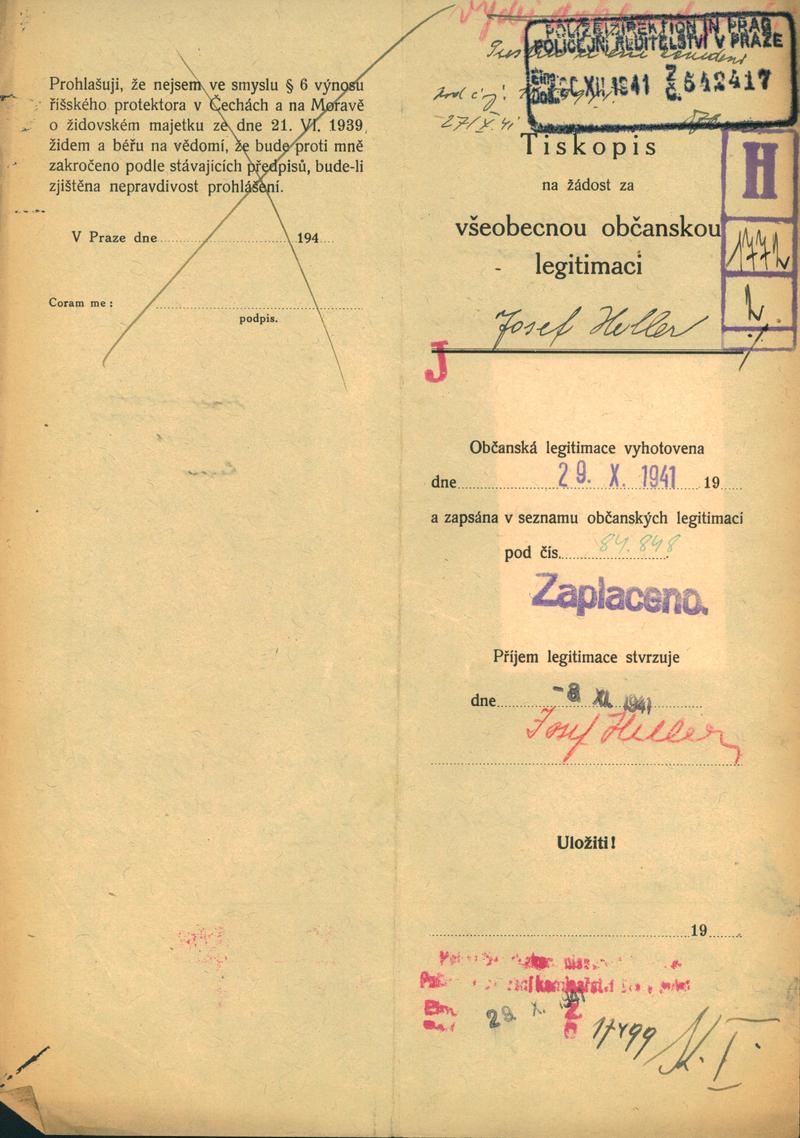 Prohlašuji, že nejsem ve smyslu § 6 výnosu
říšského protektora v Čechách a na Moravě
o židovském majetku ze dne 21. VI. 1939,
židem a béřu na vědomí, že bude proti mně
zakročeno podle stávajících předpisů, bude-li
zjištěna nepravdivost prohlášení.
V Praze dne 194
Coram me :
podpis.
POLIZEIDIREKTION IN PRAG
POLICEJNÍ ŘEDITELSTVÍ V PRAZE
XII. 1941 Z. č. 542417
27/X. 41
Tiskopis
na žádost za
všeobecnou občanskou
legitimaci
H
1772
2
Josef Heller
J
Občanská legitimace vyhotovena
dne 29. X. 1941 19
a zapsána v seznamu občanských legitimací
pod čís. 84.848
Zaplaceno.
Příjem legitimace stvrzuje
dne -8 XI. 1941
Josef Heller
Uložiti!
19
29. X. 1941
17499
N. I.